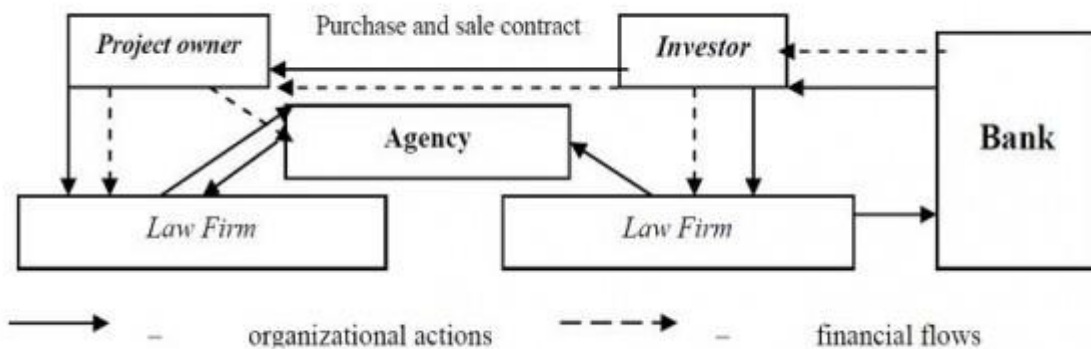 Purchase and sale contract
Project owner
Investor
Agency
Bank
Law Firm
Law Firm
– organizational actions – financial flows